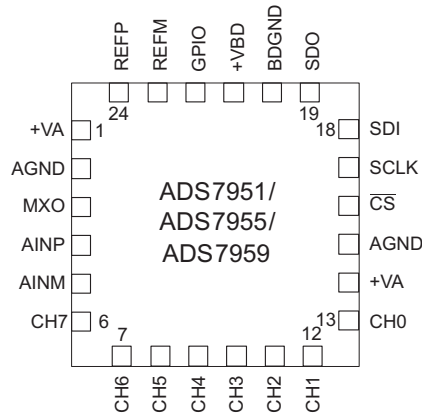 REFP
REFM
GPIO
+VBD
BDGND
SDO
24
19
+VA
1
18
SDI
AGND
SCLK
MXO
ADS7951/
ADS7955/
ADS7959
CS
AINP
AGND
AINM
+VA
CH7
6
13
CH0
7
12
CH6
CH5
CH4
CH3
CH2
CH1